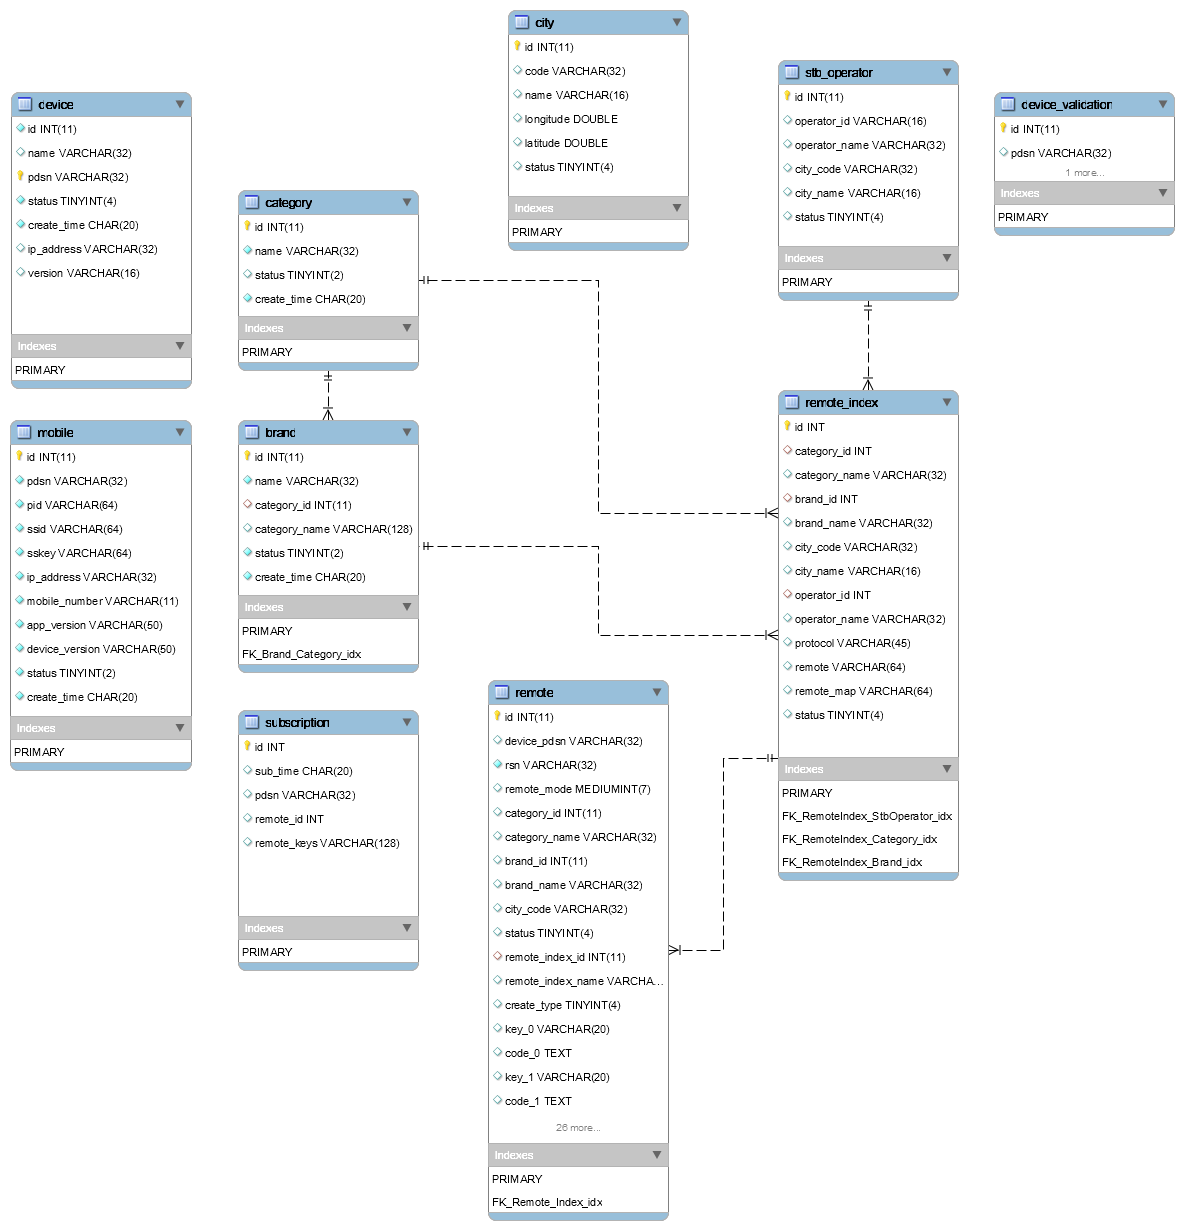 city
id INT(11)
code VARCHAR(32)
name VARCHAR(16)
longitude DOUBLE
latitude DOUBLE
status TINYINT(4)
Indexes
PRIMARY
stb_operator
id INT(11)
operator_id VARCHAR(16)
operator_name VARCHAR(32)
city_code VARCHAR(32)
city_name VARCHAR(16)
status TINYINT(4)
Indexes
PRIMARY
device_validation
id INT(11)
pdsn VARCHAR(32)
1 more...
Indexes
PRIMARY
device
id INT(11)
name VARCHAR(32)
pdsn VARCHAR(32)
status TINYINT(4)
create_time CHAR(20)
ip_address VARCHAR(32)
version VARCHAR(16)
Indexes
PRIMARY
category
id INT(11)
name VARCHAR(32)
status TINYINT(2)
create_time CHAR(20)
Indexes
PRIMARY
mobile
id INT(11)
pdsn VARCHAR(32)
pid VARCHAR(64)
ssid VARCHAR(64)
sskey VARCHAR(64)
ip_address VARCHAR(32)
mobile_number VARCHAR(11)
app_version VARCHAR(50)
device_version VARCHAR(50)
status TINYINT(2)
create_time CHAR(20)
Indexes
PRIMARY
brand
id INT(11)
name VARCHAR(32)
category_id INT(11)
category_name VARCHAR(128)
status TINYINT(2)
create_time CHAR(20)
Indexes
PRIMARY
FK_Brand_Category_idx
remote_index
id INT
category_id INT
category_name VARCHAR(32)
brand_id INT
brand_name VARCHAR(32)
city_code VARCHAR(32)
city_name VARCHAR(16)
operator_id INT
operator_name VARCHAR(32)
protocol VARCHAR(45)
remote VARCHAR(64)
remote_map VARCHAR(64)
status TINYINT(4)
Indexes
PRIMARY
FK_RemoteIndex_StbOperator_idx
FK_RemoteIndex_Category_idx
FK_RemoteIndex_Brand_idx
subscription
id INT
sub_time CHAR(20)
pdsn VARCHAR(32)
remote_id INT
remote_keys VARCHAR(128)
Indexes
PRIMARY
remote
id INT(11)
device_pdsn VARCHAR(32)
rsn VARCHAR(32)
remote_mode MEDIUMINT(7)
category_id INT(11)
category_name VARCHAR(32)
brand_id INT(11)
brand_name VARCHAR(32)
city_code VARCHAR(32)
status TINYINT(4)
remote_index_id INT(11)
remote_index_name VARCHA...
create_type TINYINT(4)
key_0 VARCHAR(20)
code_0 TEXT
key_1 VARCHAR(20)
code_1 TEXT
26 more...
Indexes
PRIMARY
FK_Remote_Index_idx